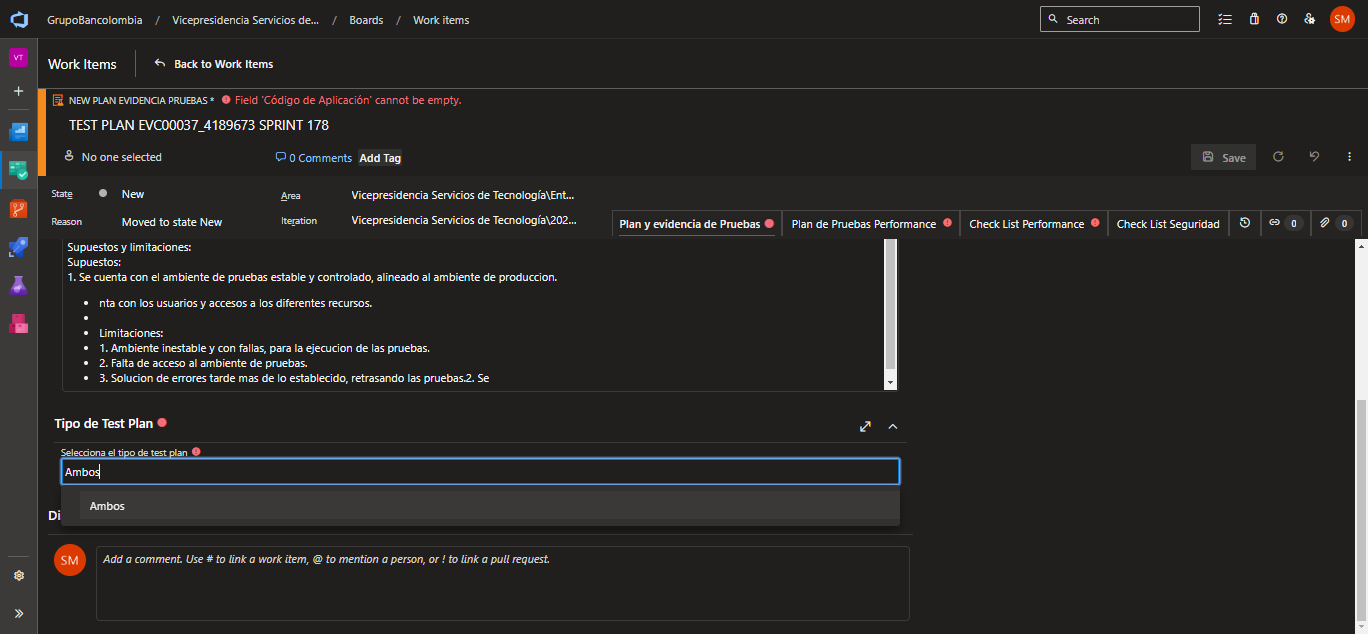 GrupoBancolombia / Vicepresidencia Servicios de... / Boards / Work items
Search
SM
VT
Work Items
Back to Work Items
NEW PLAN EVIDENCIA PRUEBAS * Field 'Código de Aplicación' cannot be empty.
TEST PLAN EVC00037_4189673 SPRINT 178
No one selected
0 Comments
Add Tag
Save
State
New
Area
Vicepresidencia Servicios de Tecnología\Ent...
Reason
Moved to state New
Iteration
Vicepresidencia Servicios de Tecnología\202...
Plan y evidencia de Pruebas
Plan de Pruebas Performance
Check List Performance
Check List Seguridad
0
0
Supuestos y limitaciones:
Supuestos:
1. Se cuenta con el ambiente de pruebas estable y controlado, alineado al ambiente de produccion.
• nta con los usuarios y accesos a los diferentes recursos.
•
• Limitaciones:
• 1. Ambiente inestable y con fallas, para la ejecucion de las pruebas.
• 2. Falta de acceso al ambiente de pruebas.
• 3. Solucion de errores tarde mas de lo establecido, retrasando las pruebas.2. Se
Tipo de Test Plan
Selecciona el tipo de test plan
Ambos
Ambos
Di
SM
Add a comment. Use # to link a work item, @ to mention a person, or ! to link a pull request.